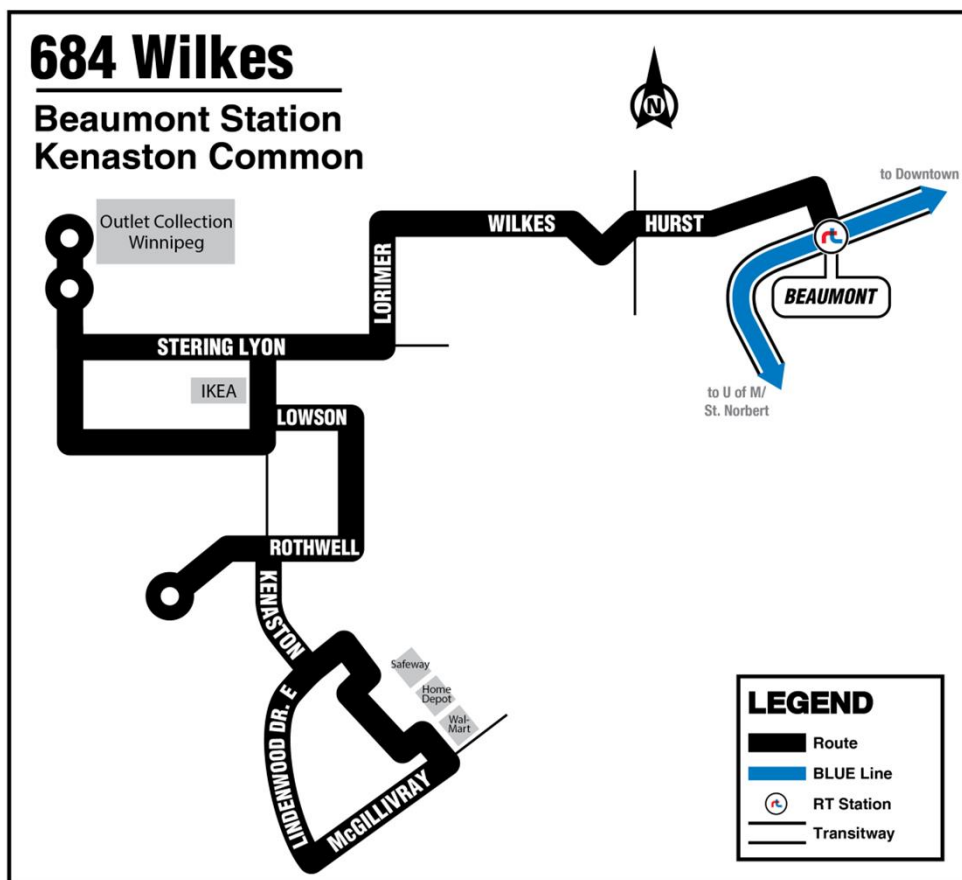 684 Wilkes
Beaumont Station
Kenaston Common
N
to Downtown
Outlet Collection
Winnipeg
WILKES
HURST
LORIMER
BEAUMONT
STERING LYON
IKEA
to U of M/
St. Norbert
LOWSON
ROTHWELL
KENASTON
Safeway
Home
Depot
Wal-
Mart
LINDENWOOD DR. E
McGILLIVRAY
LEGEND
Route
BLUE Line
rt
RT Station
Transitway